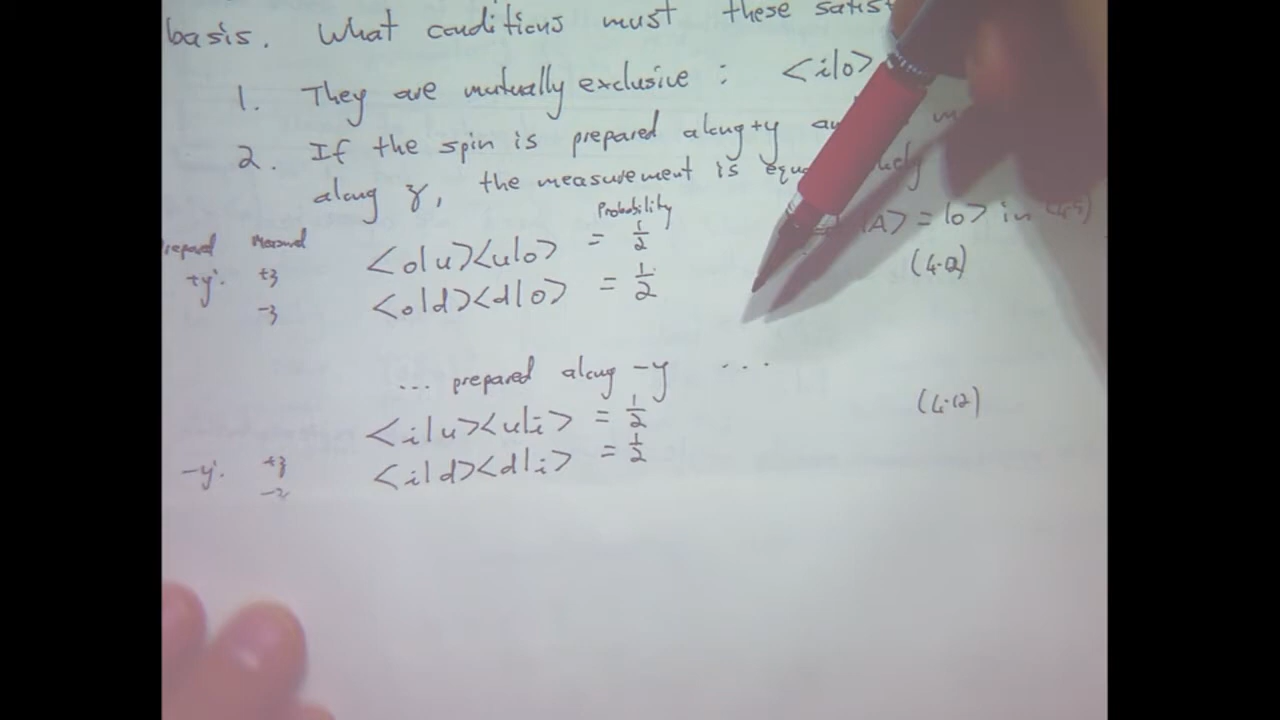 basis. What conditions must these satis
1. They are mutually exclusive : <i|o>
2. If the spin is prepared along +y
along z, the measurement is
Probability
Prepared Measured <o|u><u|o> = 1/2 |A> = |o> in
+y: +z
-z <o|d><d|o> = 1/2 (4.12)
... prepared along -y ...
<i|u><u|i> = 1/2 (4.12)
-y: +z <i|d><d|i> = 1/2
-z